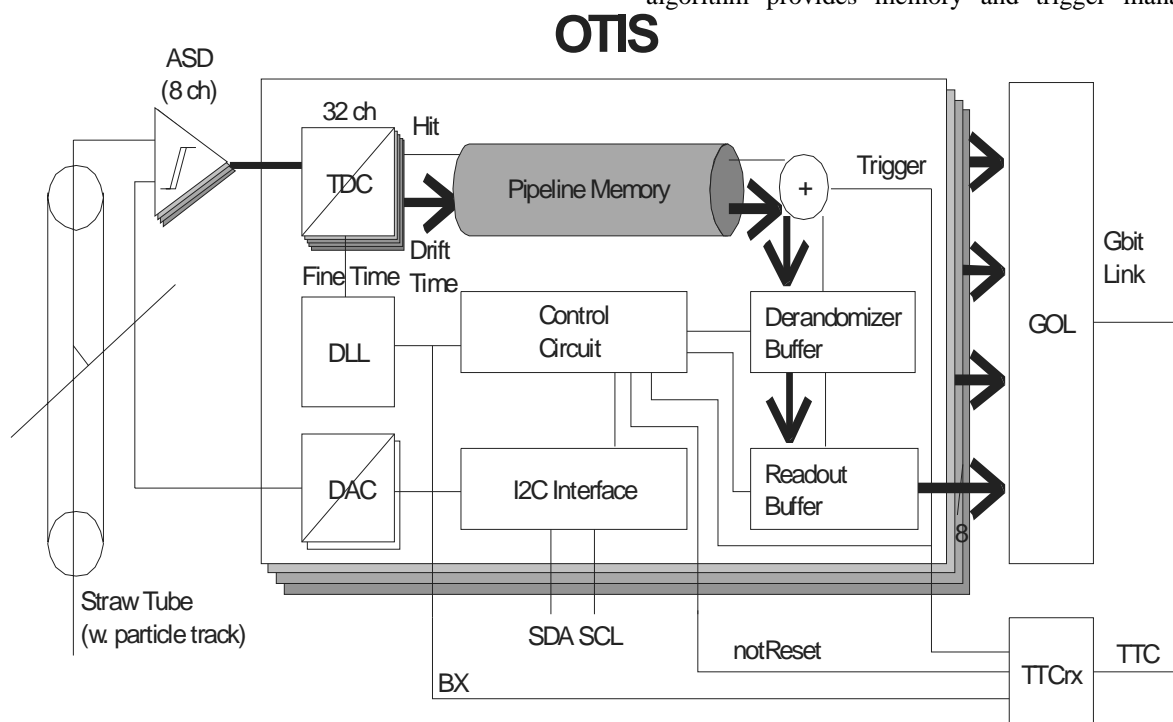 algorithm provides memory and trigger mana
OTIS
ASD
(8 ch)
32 ch
Hit
TDC
Pipeline Memory
+
Trigger
Drift
Time
Fine Time
Gbit
Link
GOL
DLL
Control
Circuit
Derandomizer
Buffer
DAC
I2C Interface
Readout
Buffer
8
Straw Tube
(w. particle track)
SDA SCL
notReset
BX
TTCrx
TTC